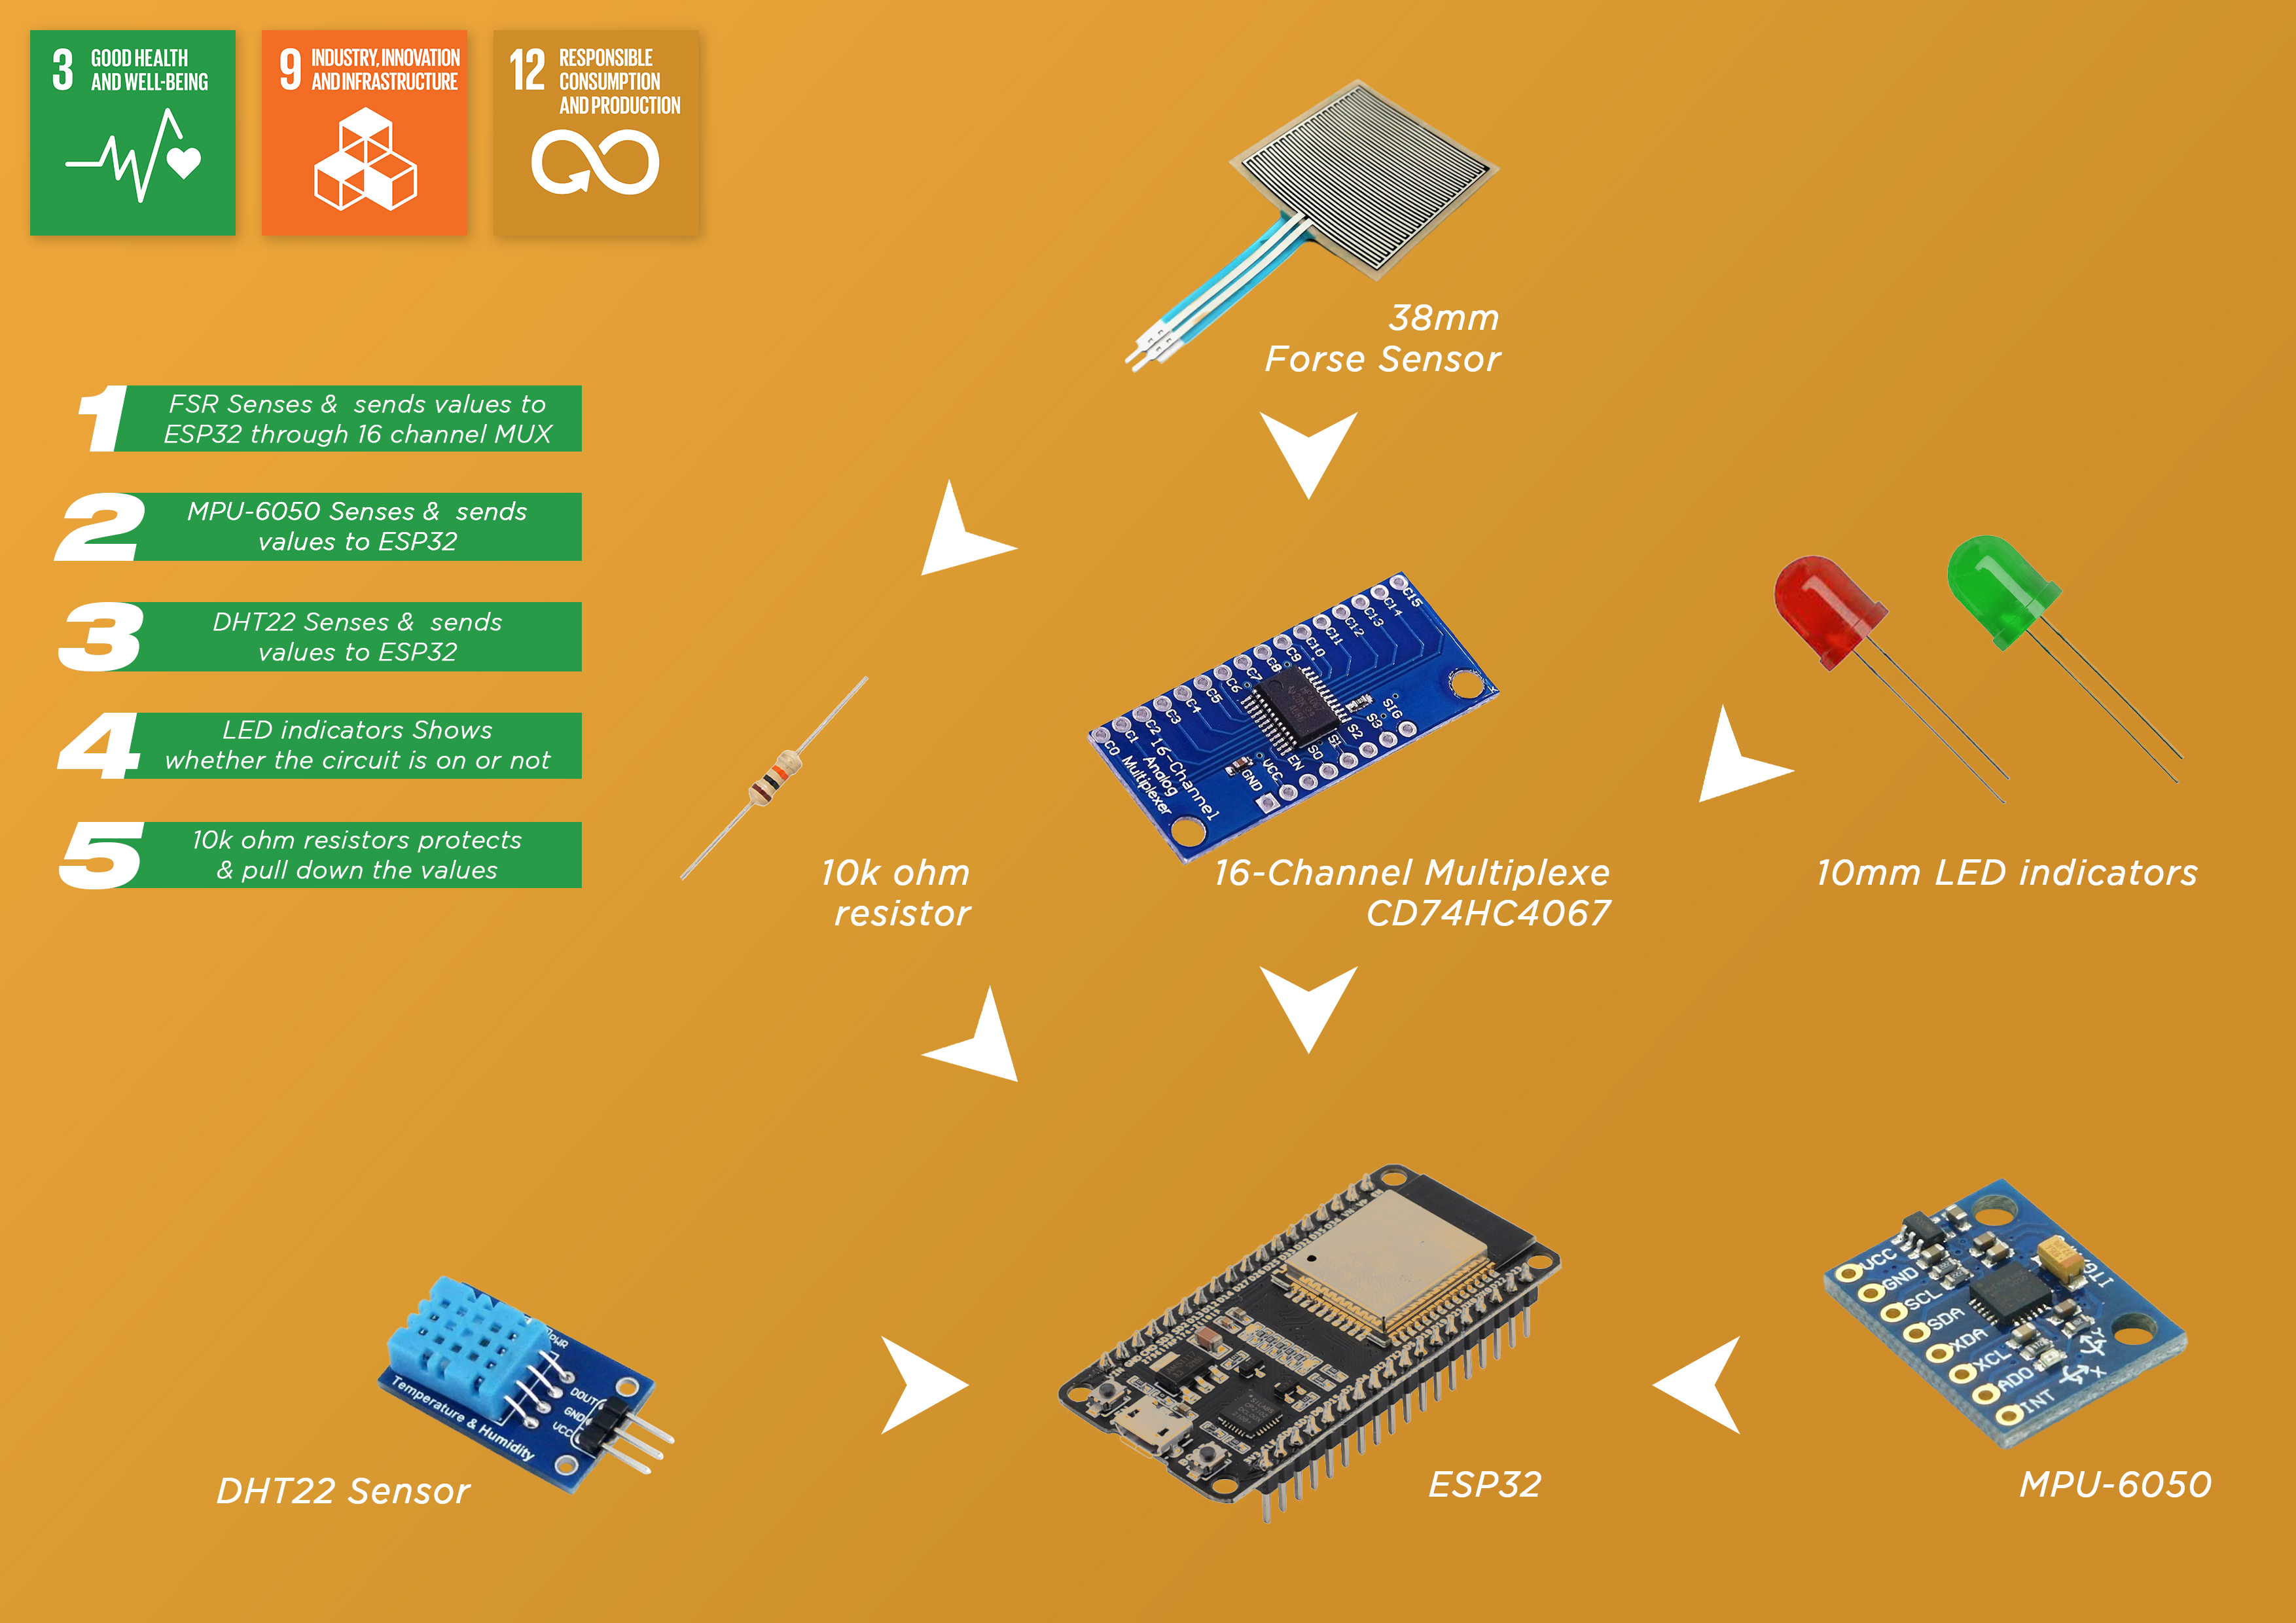 3 GOOD HEALTH
AND WELL-BEING
9 INDUSTRY, INNOVATION
AND INFRASTRUCTURE
12 RESPONSIBLE
CONSUMPTION
AND PRODUCTION
38mm
Forse Sensor
1 FSR Senses & sends values to
ESP32 through 16 channel MUX
2 MPU-6050 Senses & sends
values to ESP32
3 DHT22 Senses & sends
values to ESP32
4 LED indicators Shows
whether the circuit is on or not
5 10k ohm resistors protects
& pull down the values
C0
C1
C2
C3
C4
C5
C6
C7
C8
C9
C10
C11
C12
C13
C14
C15
16-Channel
Analog
Multiplexer
GND
VCC
EN
S0
S1
S2
S3
SIG
10k ohm
resistor
16-Channel Multiplexe
CD74HC4067
10mm LED indicators
PWR
DOUT
GND
VCC
Temperature & Humidity
DHT22 Sensor
ESP32
VCC
GND
SCL
SDA
XDA
XCL
ADO
INT
ITG
Y
X
MPU-6050